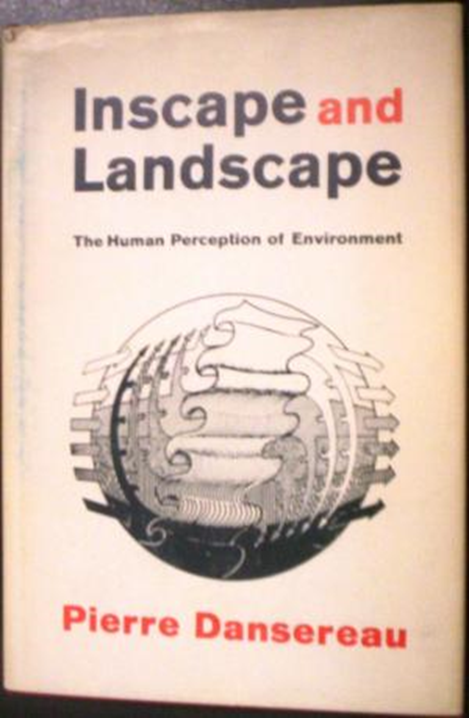 Inscape and
Landscape
The Human Perception of Environment
Pierre Dansereau